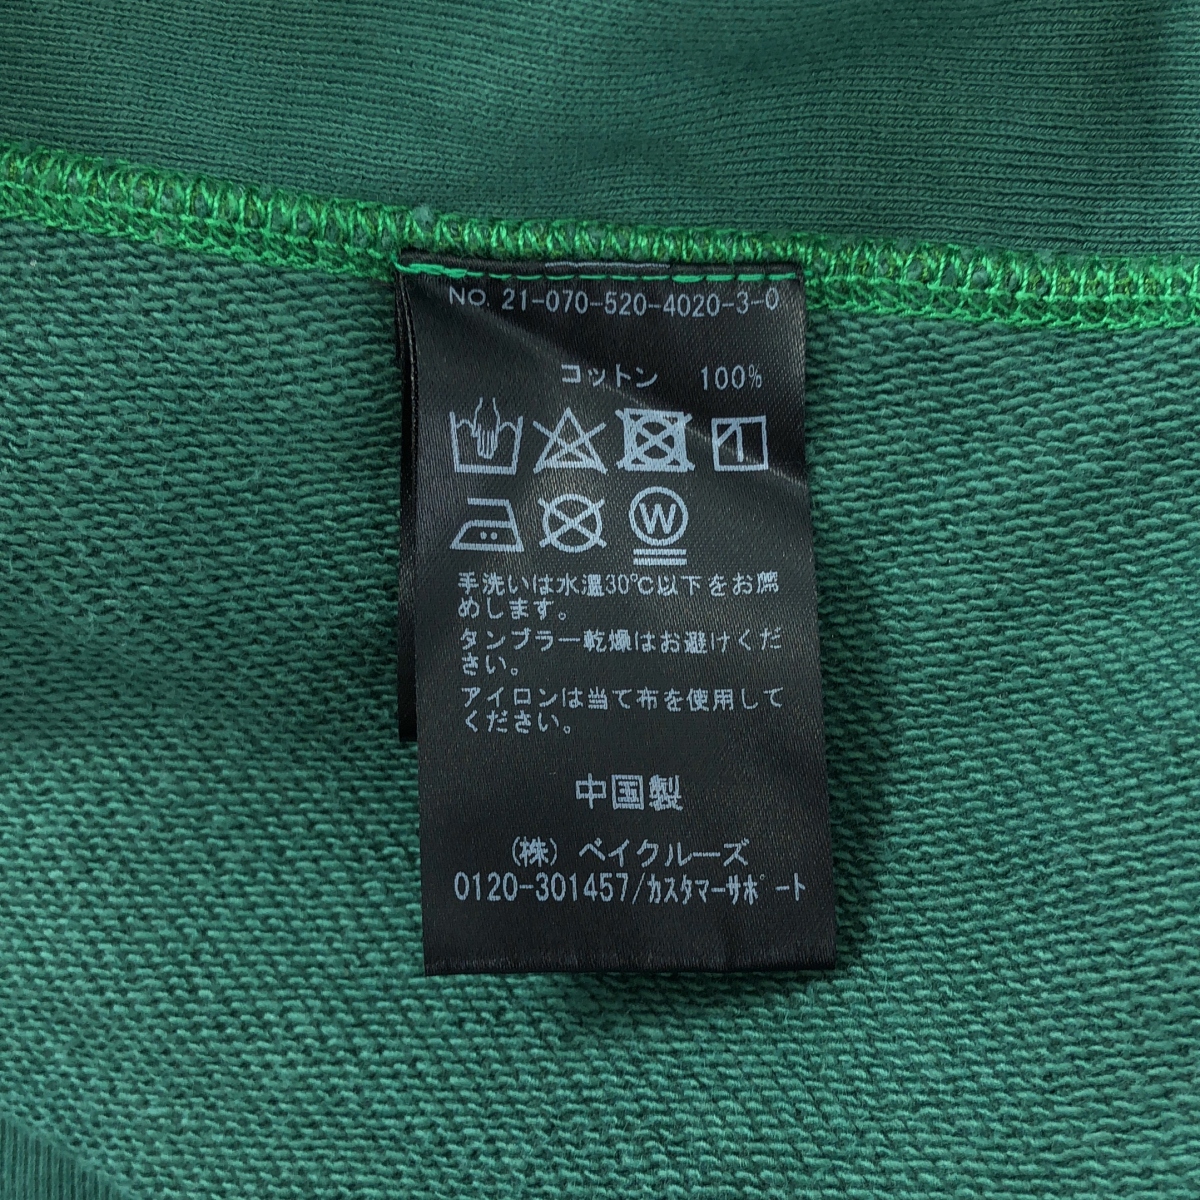 No. 21-070-520-4020-3-0
コットン 100%
W
手洗いは水温30℃以下をお薦
めします。
タンブラー乾燥はお避けくだ
さい。
アイロンは当て布を使用して
ください。
中国製
(株) ベイクルーズ
0120-301457/カスタマーサポート